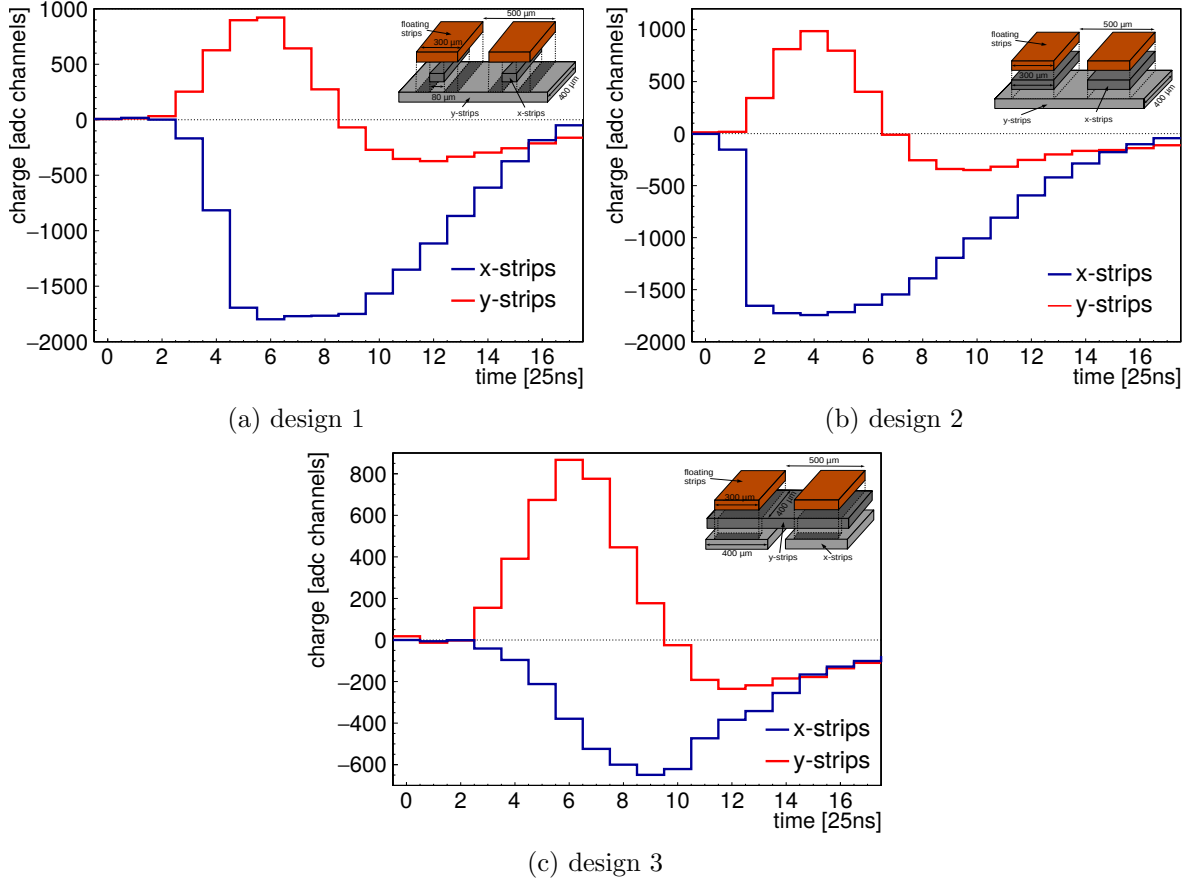 charge [adc channels]
1000
500
0
−500
−1000
−1500
−2000
0 2 4 6 8 10 12 14 16
time [25ns]
x-strips
y-strips
floating
strips
500 µm
300 µm
80 µm
400 µm
y-strips
x-strips
(a) design 1
charge [adc channels]
1000
500
0
−500
−1000
−1500
−2000
0 2 4 6 8 10 12 14 16
time [25ns]
x-strips
y-strips
floating
strips
500 µm
300 µm
400 µm
y-strips
x-strips
(b) design 2
charge [adc channels]
800
600
400
200
0
−200
−400
−600
0 2 4 6 8 10 12 14 16
time [25ns]
x-strips
y-strips
floating
strips
500 µm
300 µm
400 µm
400 µm
y-strips
x-strips
(c) design 3